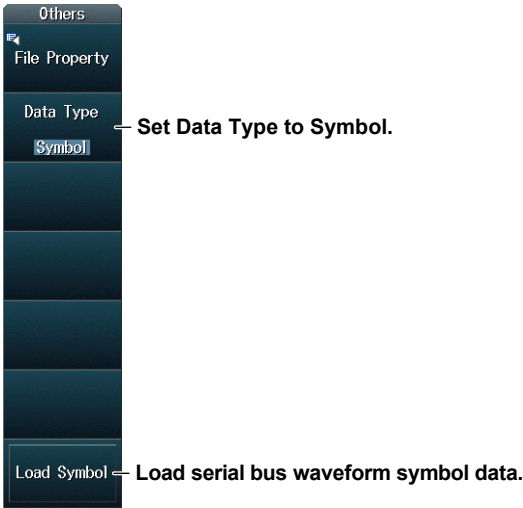 Others
File Property
Data Type
Set Data Type to Symbol.
Symbol
Load Symbol
Load serial bus waveform symbol data.